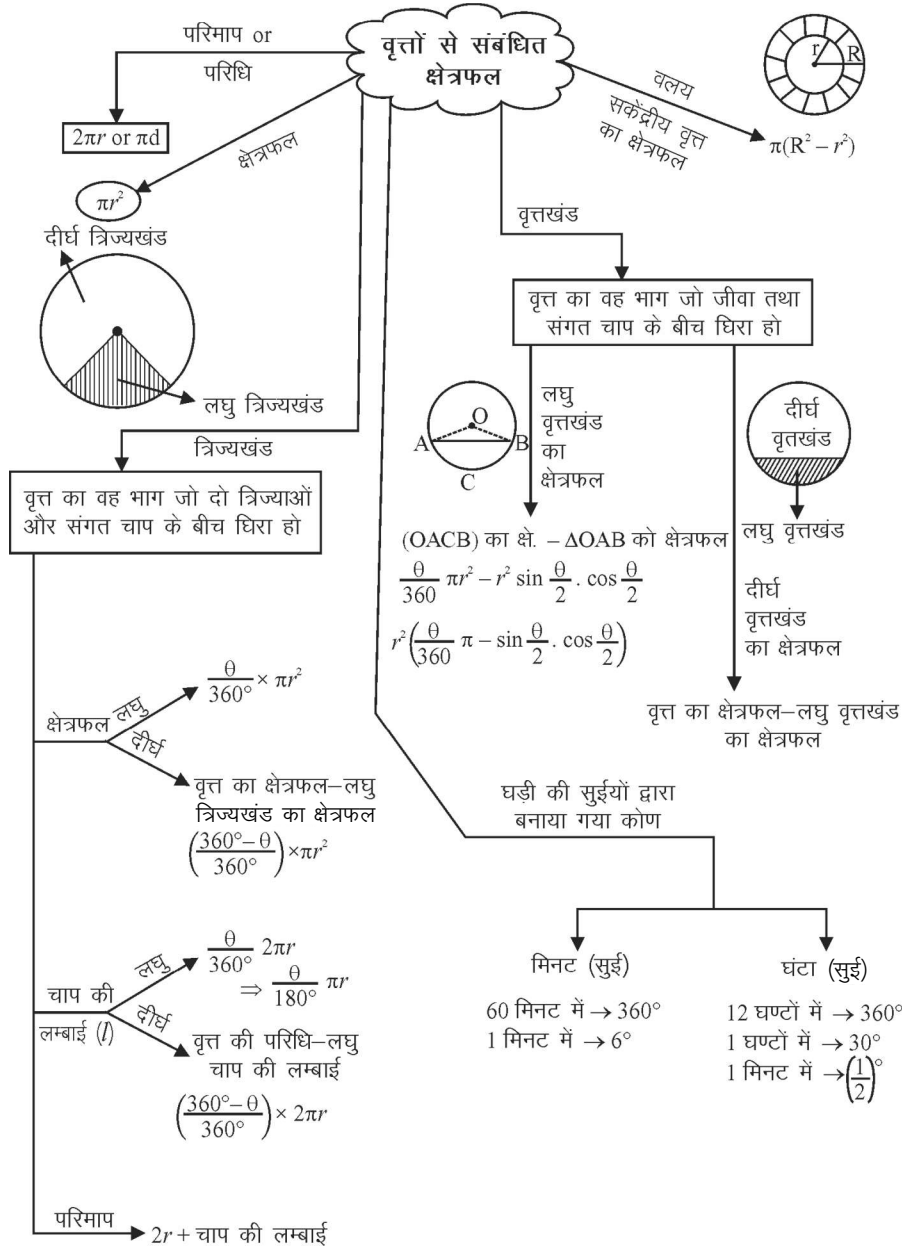 वृत्तों से संबंधित
क्षेत्रफल
परिमाप or
परिधि
2πr or πd
क्षेत्रफल
πr²
वलय
सकेंद्रीय वृत्त
का क्षेत्रफल
r
R
π(R² – r²)
दीर्घ त्रिज्यखंड
लघु त्रिज्यखंड
त्रिज्यखंड
वृत्त का वह भाग जो दो त्रिज्याओं
और संगत चाप के बीच घिरा हो
वृत्तखंड
वृत्त का वह भाग जो जीवा तथा
संगत चाप के बीच घिरा हो
O
A
B
C
लघु
वृत्तखंड
का
क्षेत्रफल
दीर्घ
वृतखंड
लघु वृत्तखंड
(OACB) का क्षे. – ΔOAB को क्षेत्रफल
θ/360 πr² – r² sin θ/2 . cos θ/2
r²(θ/360 π – sin θ/2 . cos θ/2)
दीर्घ
वृत्तखंड
का क्षेत्रफल
वृत्त का क्षेत्रफल–लघु वृत्तखंड
का क्षेत्रफल
क्षेत्रफल
लघु
θ/360° × πr²
दीर्घ
वृत्त का क्षेत्रफल–लघु
त्रिज्यखंड का क्षेत्रफल
((360° – θ)/360°) × πr²
चाप की
लम्बाई (l)
लघु
θ/360° 2πr
⇒ θ/180° πr
दीर्घ
वृत्त की परिधि–लघु
चाप की लम्बाई
((360° – θ)/360°) × 2πr
परिमाप
2r + चाप की लम्बाई
घड़ी की सुईयों द्वारा
बनाया गया कोण
मिनट (सुई)
60 मिनट में → 360°
1 मिनट में → 6°
घंटा (सुई)
12 घण्टों में → 360°
1 घण्टों में → 30°
1 मिनट में → (1/2)°